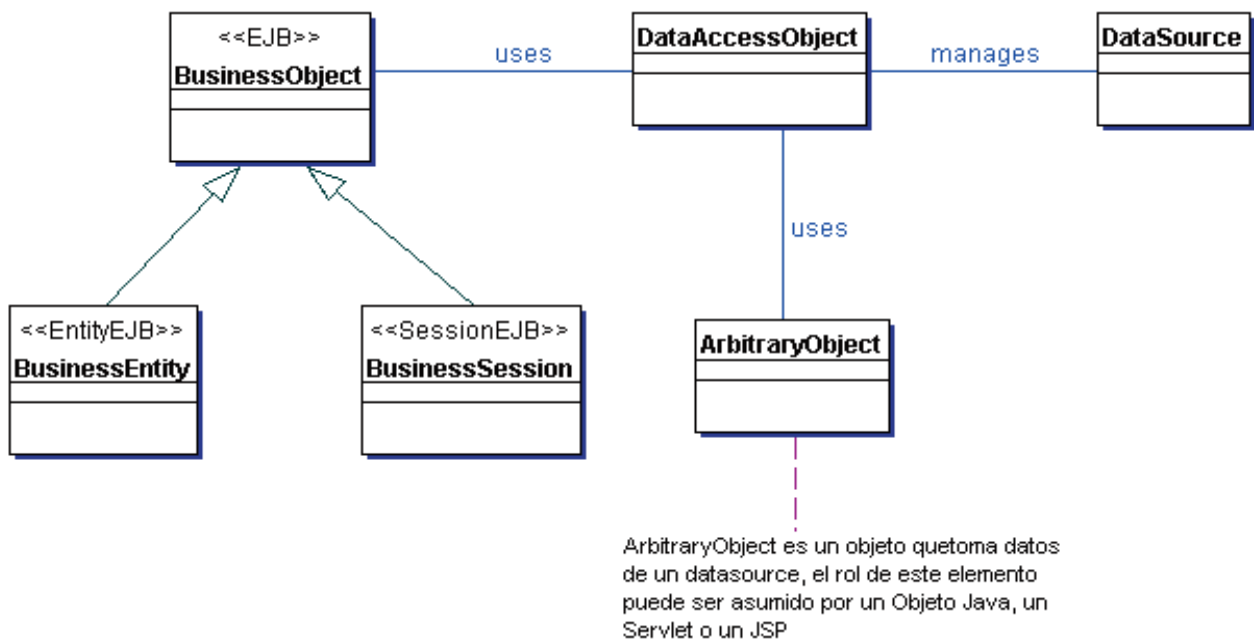 <<EJB>>
BusinessObject
uses
DataAccessObject
manages
DataSource
uses
<<EntityEJB>>
BusinessEntity
<<SessionEJB>>
BusinessSession
ArbitraryObject
ArbitraryObject es un objeto quetoma datos
de un datasource, el rol de este elemento
puede ser asumido por un Objeto Java, un
Servlet o un JSP